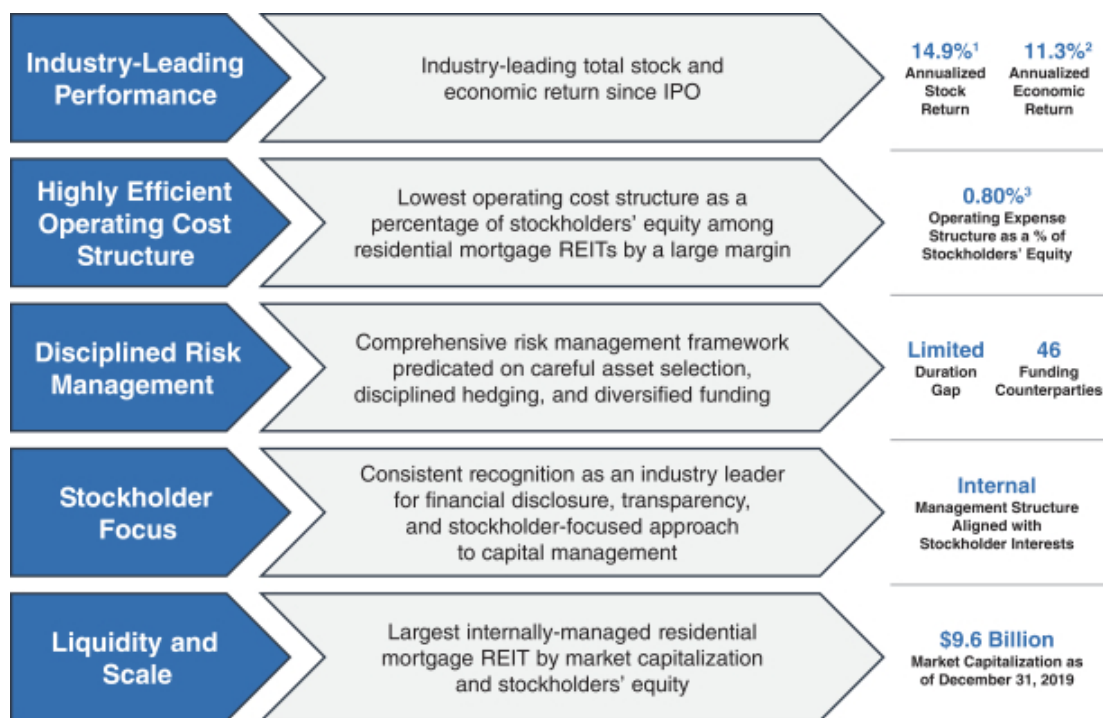 Industry-Leading
Performance
Industry-leading total stock and
economic return since IPO
14.9%¹
Annualized
Stock
Return
11.3%²
Annualized
Economic
Return
Highly Efficient
Operating Cost
Structure
Lowest operating cost structure as a
percentage of stockholders’ equity among
residential mortgage REITs by a large margin
0.80%³
Operating Expense
Structure as a % of
Stockholders’ Equity
Disciplined Risk
Management
Comprehensive risk management framework
predicated on careful asset selection,
disciplined hedging, and diversified funding
Limited
Duration
Gap
46
Funding
Counterparties
Stockholder
Focus
Consistent recognition as an industry leader
for financial disclosure, transparency,
and stockholder-focused approach
to capital management
Internal
Management Structure
Aligned with
Stockholder Interests
Liquidity and
Scale
Largest internally-managed residential
mortgage REIT by market capitalization
and stockholders’ equity
$9.6 Billion
Market Capitalization as
of December 31, 2019